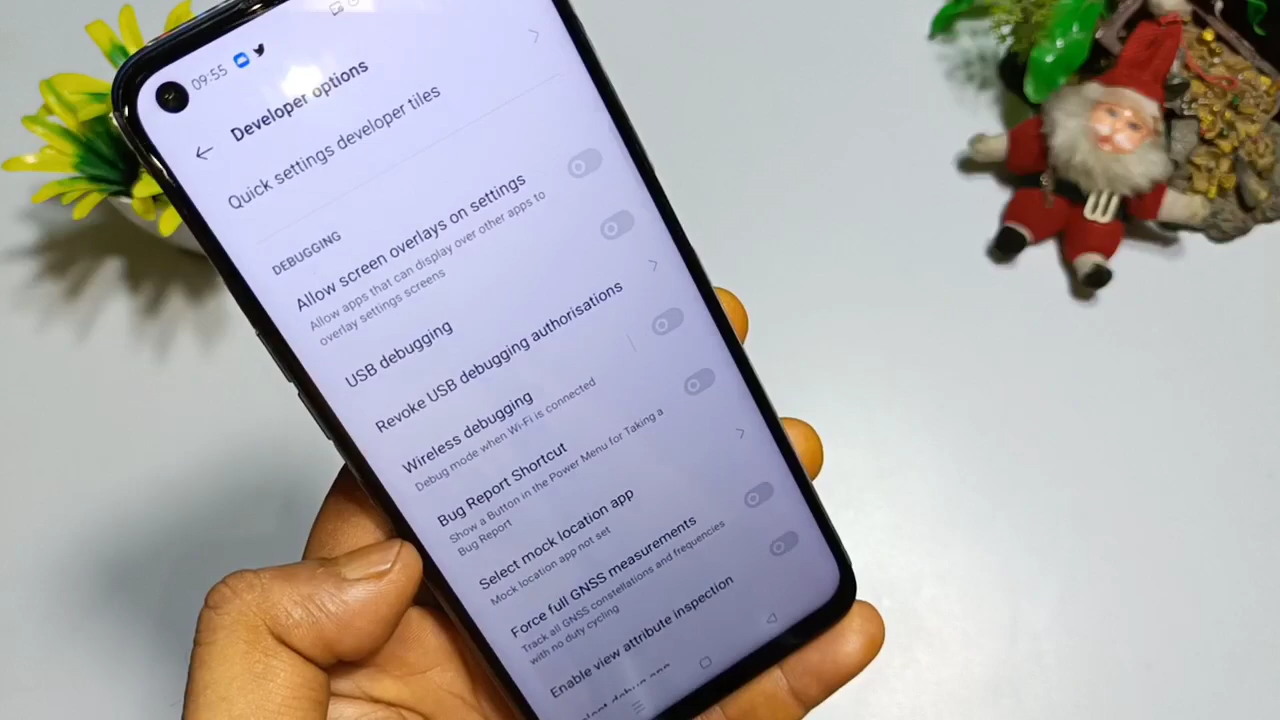 09:55
Developer options
Quick settings developer tiles
DEBUGGING
Allow screen overlays on settings
Allow apps that can display over other apps to
overlay settings screens
USB debugging
Revoke USB debugging authorisations
Wireless debugging
Debug mode when Wi-Fi is connected
Bug Report Shortcut
Show a Button in the Power Menu for Taking a
Bug Report
Select mock location app
Mock location app not set
Force full GNSS measurements
Track all GNSS constellations and frequencies
with no duty cycling
Enable view attribute inspection
debug app